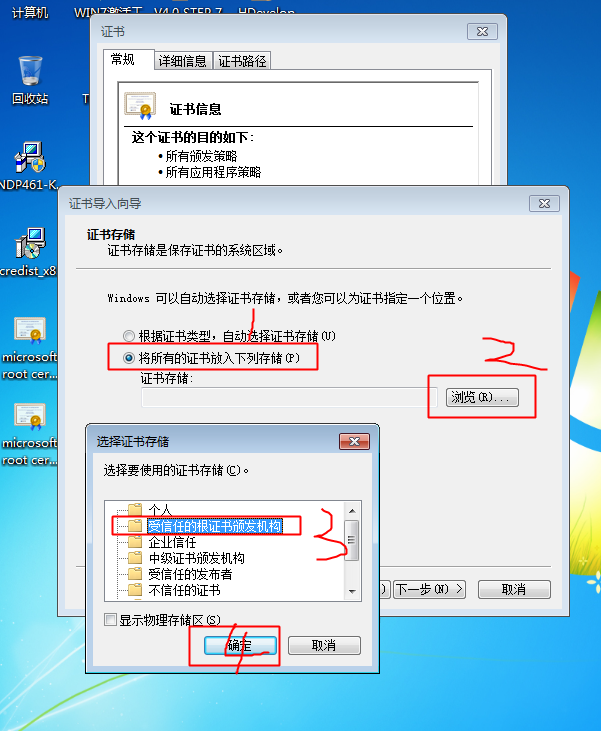 计算机
WIN7激活工
V4.0 STEP 7
HDevelop
回收站
T
NDP461-K...
credist_x8
microsoft
root cer...
microsoft
root cer...
证书
常规
详细信息
证书路径
证书信息
这个证书的目的如下:
• 所有颁发策略
• 所有应用程序策略
证书导入向导
证书存储
证书存储是保存证书的系统区域。
Windows 可以自动选择证书存储，或者您可以为证书指定一个位置。
1
根据证书类型，自动选择证书存储(U)
将所有的证书放入下列存储(P)
2
证书存储:
浏览(R)...
选择证书存储
选择要使用的证书存储(C)。
个人
受信任的根证书颁发机构
3
企业信任
中级证书颁发机构
受信任的发布者
不信任的证书
显示物理存储区(S)
确定
4
取消
)
下一步(N) >
取消